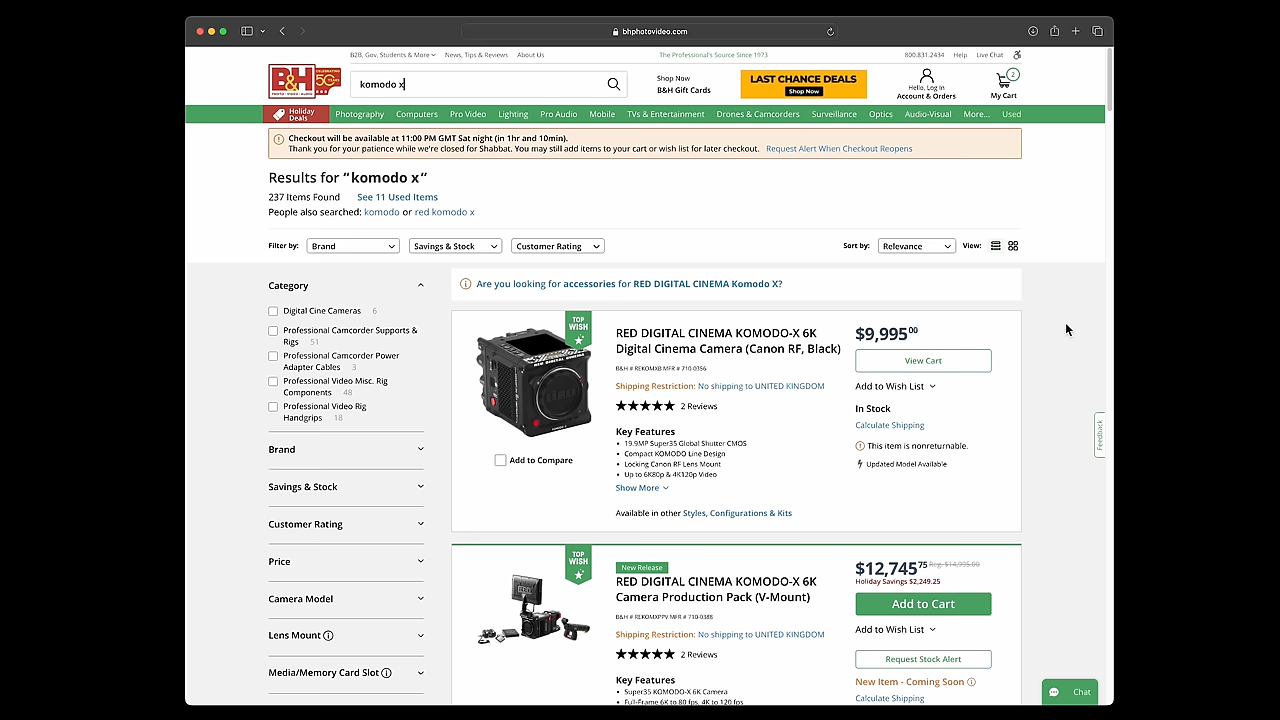 bhphotovideo.com
B2B, Gov, Students & More
News, Tips & Reviews
About Us
The Professional's Source Since 1973
800.831.2434
Help
Live Chat
B&H
PHOTO · VIDEO · AUDIO
CELEBRATING
50
YEARS
komodo x
Shop Now
B&H Gift Cards
LAST CHANCE DEALS
Shop Now
Hello, Log In
Account & Orders
2
My Cart
Holiday
Deals
Photography
Computers
Pro Video
Lighting
Pro Audio
Mobile
TVs & Entertainment
Drones & Camcorders
Surveillance
Optics
Audio-Visual
More...
Used
Checkout will be available at 11:00 PM GMT Sat night (in 1hr and 10min).
Thank you for your patience while we're closed for Shabbat. You may still add items to your cart or wish list for later checkout. Request Alert When Checkout Reopens
Results for “komodo x“
237 Items Found See 11 Used Items
People also searched: komodo or red komodo x
Filter by:
Brand
Savings & Stock
Customer Rating
Sort by:
Relevance
View:
Category
Digital Cine Cameras 6
Professional Camcorder Supports &
Rigs 51
Professional Camcorder Power
Adapter Cables 3
Professional Video Misc. Rig
Components 48
Professional Video Rig
Handgrips 18
Brand
Savings & Stock
Customer Rating
Price
Camera Model
Lens Mount
Media/Memory Card Slot
Are you looking for accessories for RED DIGITAL CINEMA Komodo X?
TOP
WISH
Add to Compare
RED DIGITAL CINEMA KOMODO-X 6K
Digital Cinema Camera (Canon RF, Black)
B&H # REKOMXB MFR # 710-0356
Shipping Restriction: No shipping to UNITED KINGDOM
2 Reviews
Key Features
19.9MP Super35 Global Shutter CMOS
Compact KOMODO Line Design
Locking Canon RF Lens Mount
Up to 6K80p & 4K120p Video
Show More
Available in other Styles, Configurations & Kits
$9,995 00
View Cart
Add to Wish List
In Stock
Calculate Shipping
This item is nonreturnable.
Updated Model Available
TOP
WISH
New Release
RED DIGITAL CINEMA KOMODO-X 6K
Camera Production Pack (V-Mount)
B&H # REKOMXPPV MFR # 710-0388
Shipping Restriction: No shipping to UNITED KINGDOM
2 Reviews
Key Features
Super35 KOMODO-X 6K Camera
Full-Frame 6K to 80 fps, 4K to 120 fps
$12,745 75 Reg. $14,995.00
Holiday Savings $2,249.25
Add to Cart
Add to Wish List
Request Stock Alert
New Item - Coming Soon
Calculate Shipping
Feedback
Chat